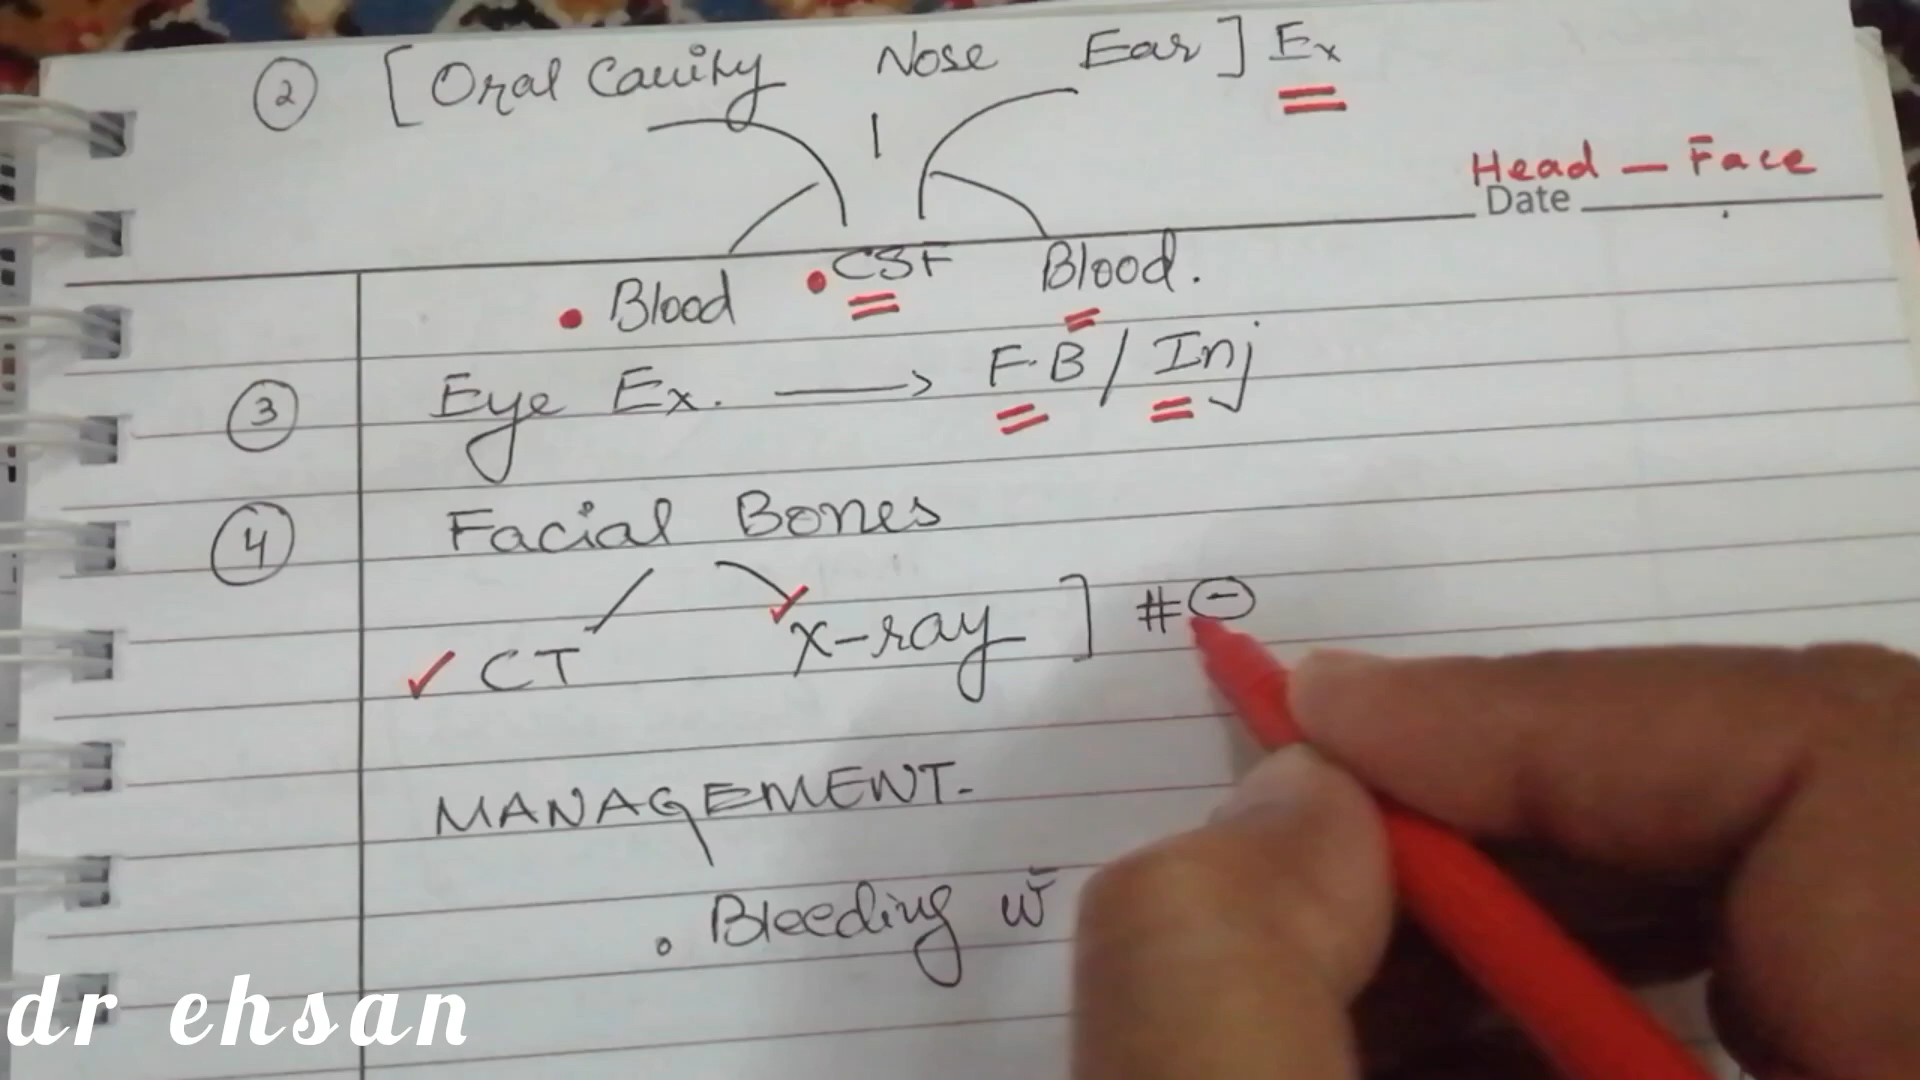 ② [Oral Cavity Nose Ear] Ex
Head - Face
Date
• Blood • CSF Blood.
③ Eye Ex. → F.B / Inj
④ Facial Bones
✓ CT ✓ X-ray ] # ⊖
MANAGEMENT-
• Bleeding w̄
dr ehsan